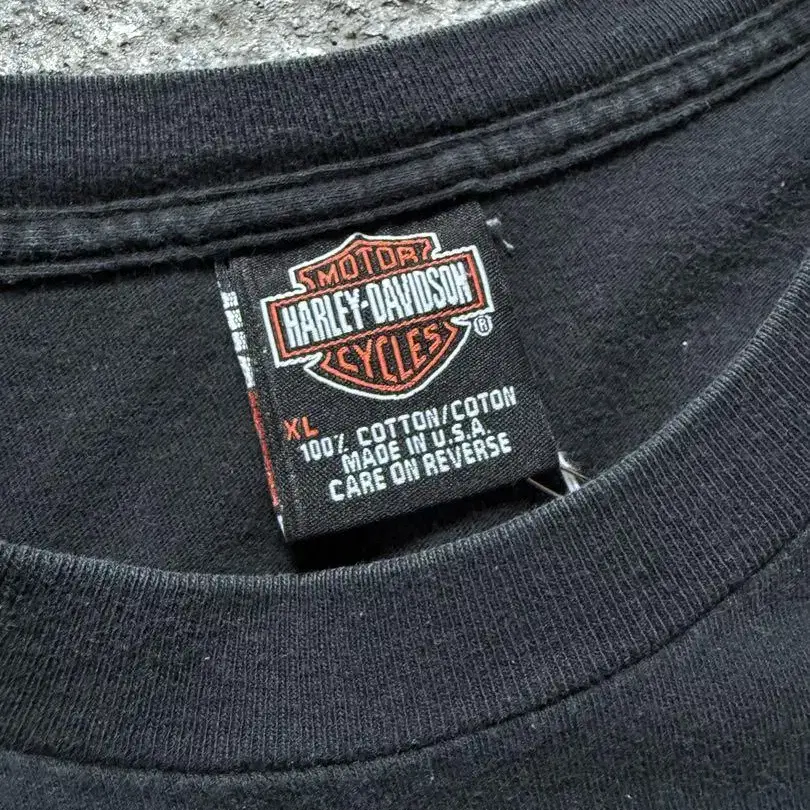 MOTOR
HARLEY-DAVIDSON
CYCLES
®
XL
100% COTTON/COTON
MADE IN U.S.A.
CARE ON REVERSE